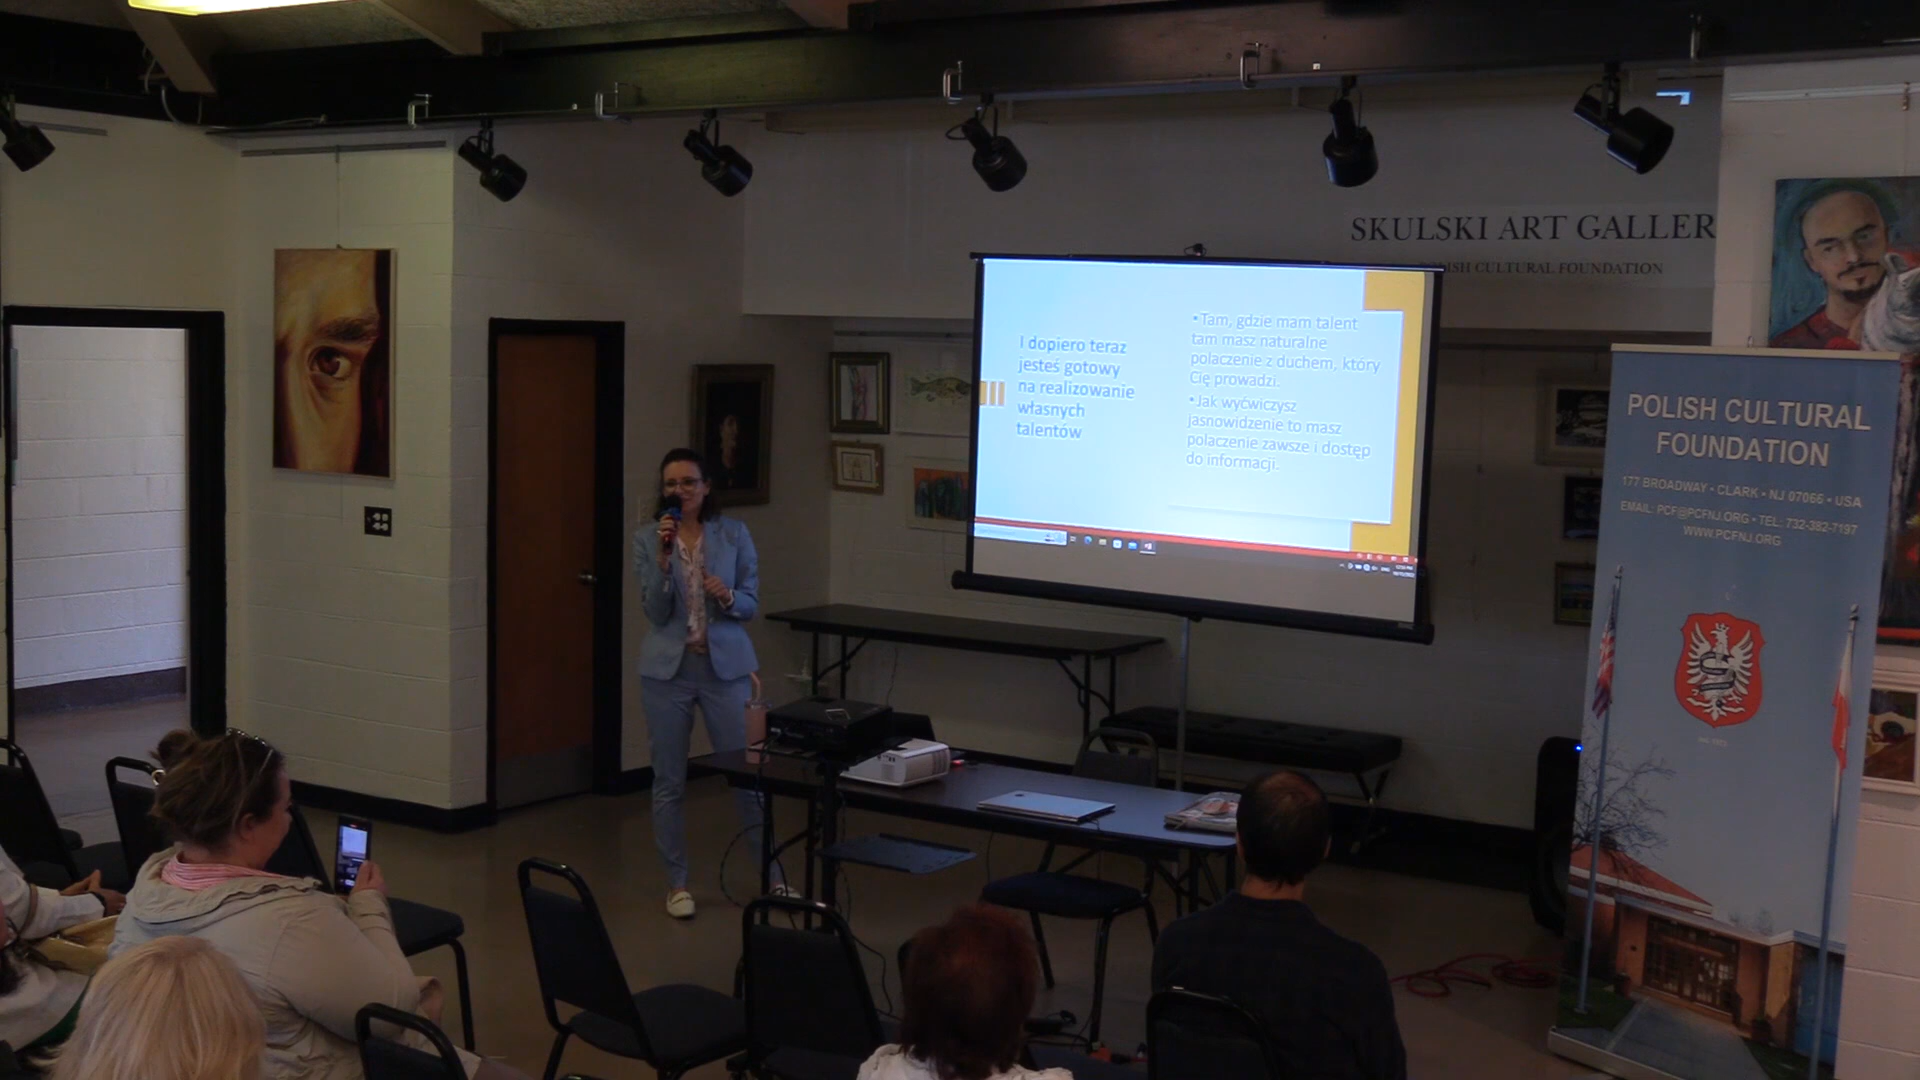 SKULSKI ART GALLER
ISH CULTURAL FOUNDATION
I dopiero teraz
jesteś gotowy
na realizowanie
własnych
talentów
•Tam, gdzie mam talent
tam masz naturalne
polaczenie z duchem, który
Cię prowadzi.
•Jak wyćwiczysz
jasnowidzenie to masz
polaczenie zawsze i dostęp
do informacji.
POLISH CULTURAL
FOUNDATION
177 BROADWAY • CLARK • NJ 07066 • USA
EMAIL: PCF@PCFNJ.ORG • TEL: 732-382-7197
WWW.PCFNJ.ORG